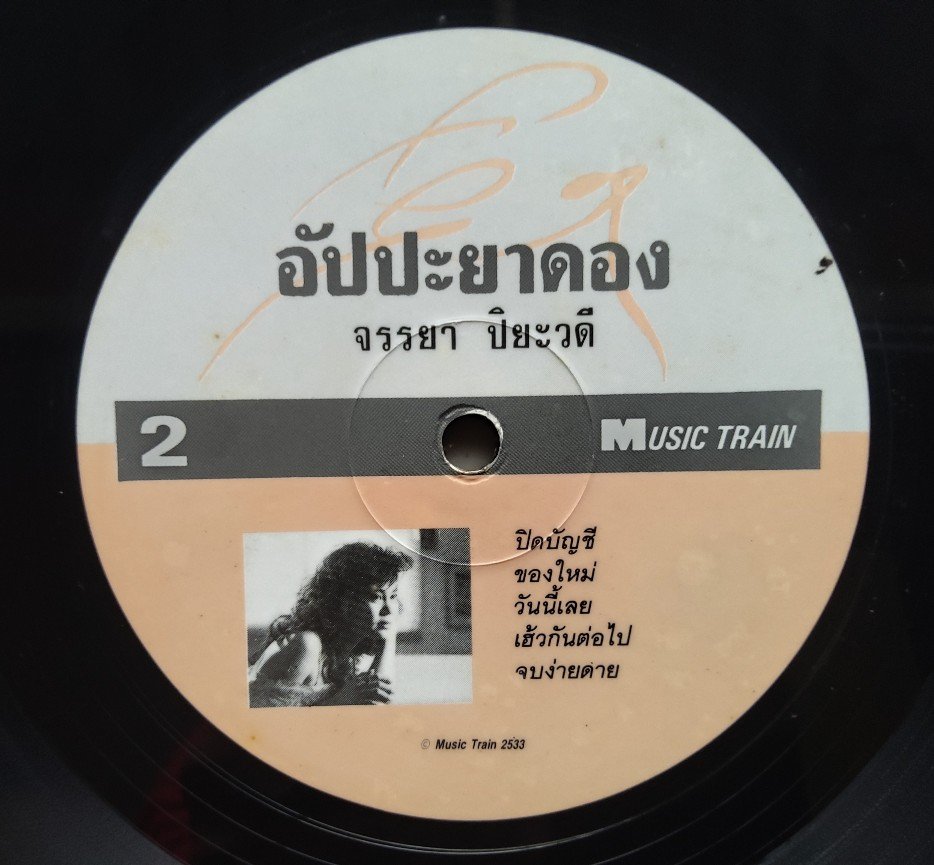 อัปปะยาดอง
จรรยา ปิยะวดี
2 MUSIC TRAIN
ปิดบัญชี
ของใหม่
วันนี้เลย
เฮ้วกันต่อไป
จบง่ายดาย
© Music Train 2533